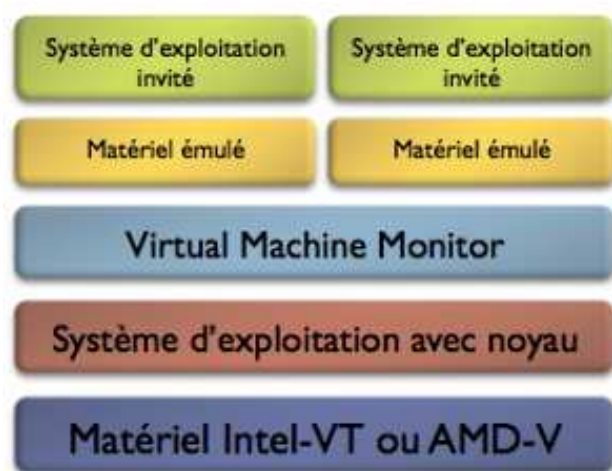 Système d'exploitation
invité
Système d'exploitation
invité
Matériel émulé
Matériel émulé
Virtual Machine Monitor
Système d'exploitation avec noyau
Matériel Intel-VT ou AMD-V